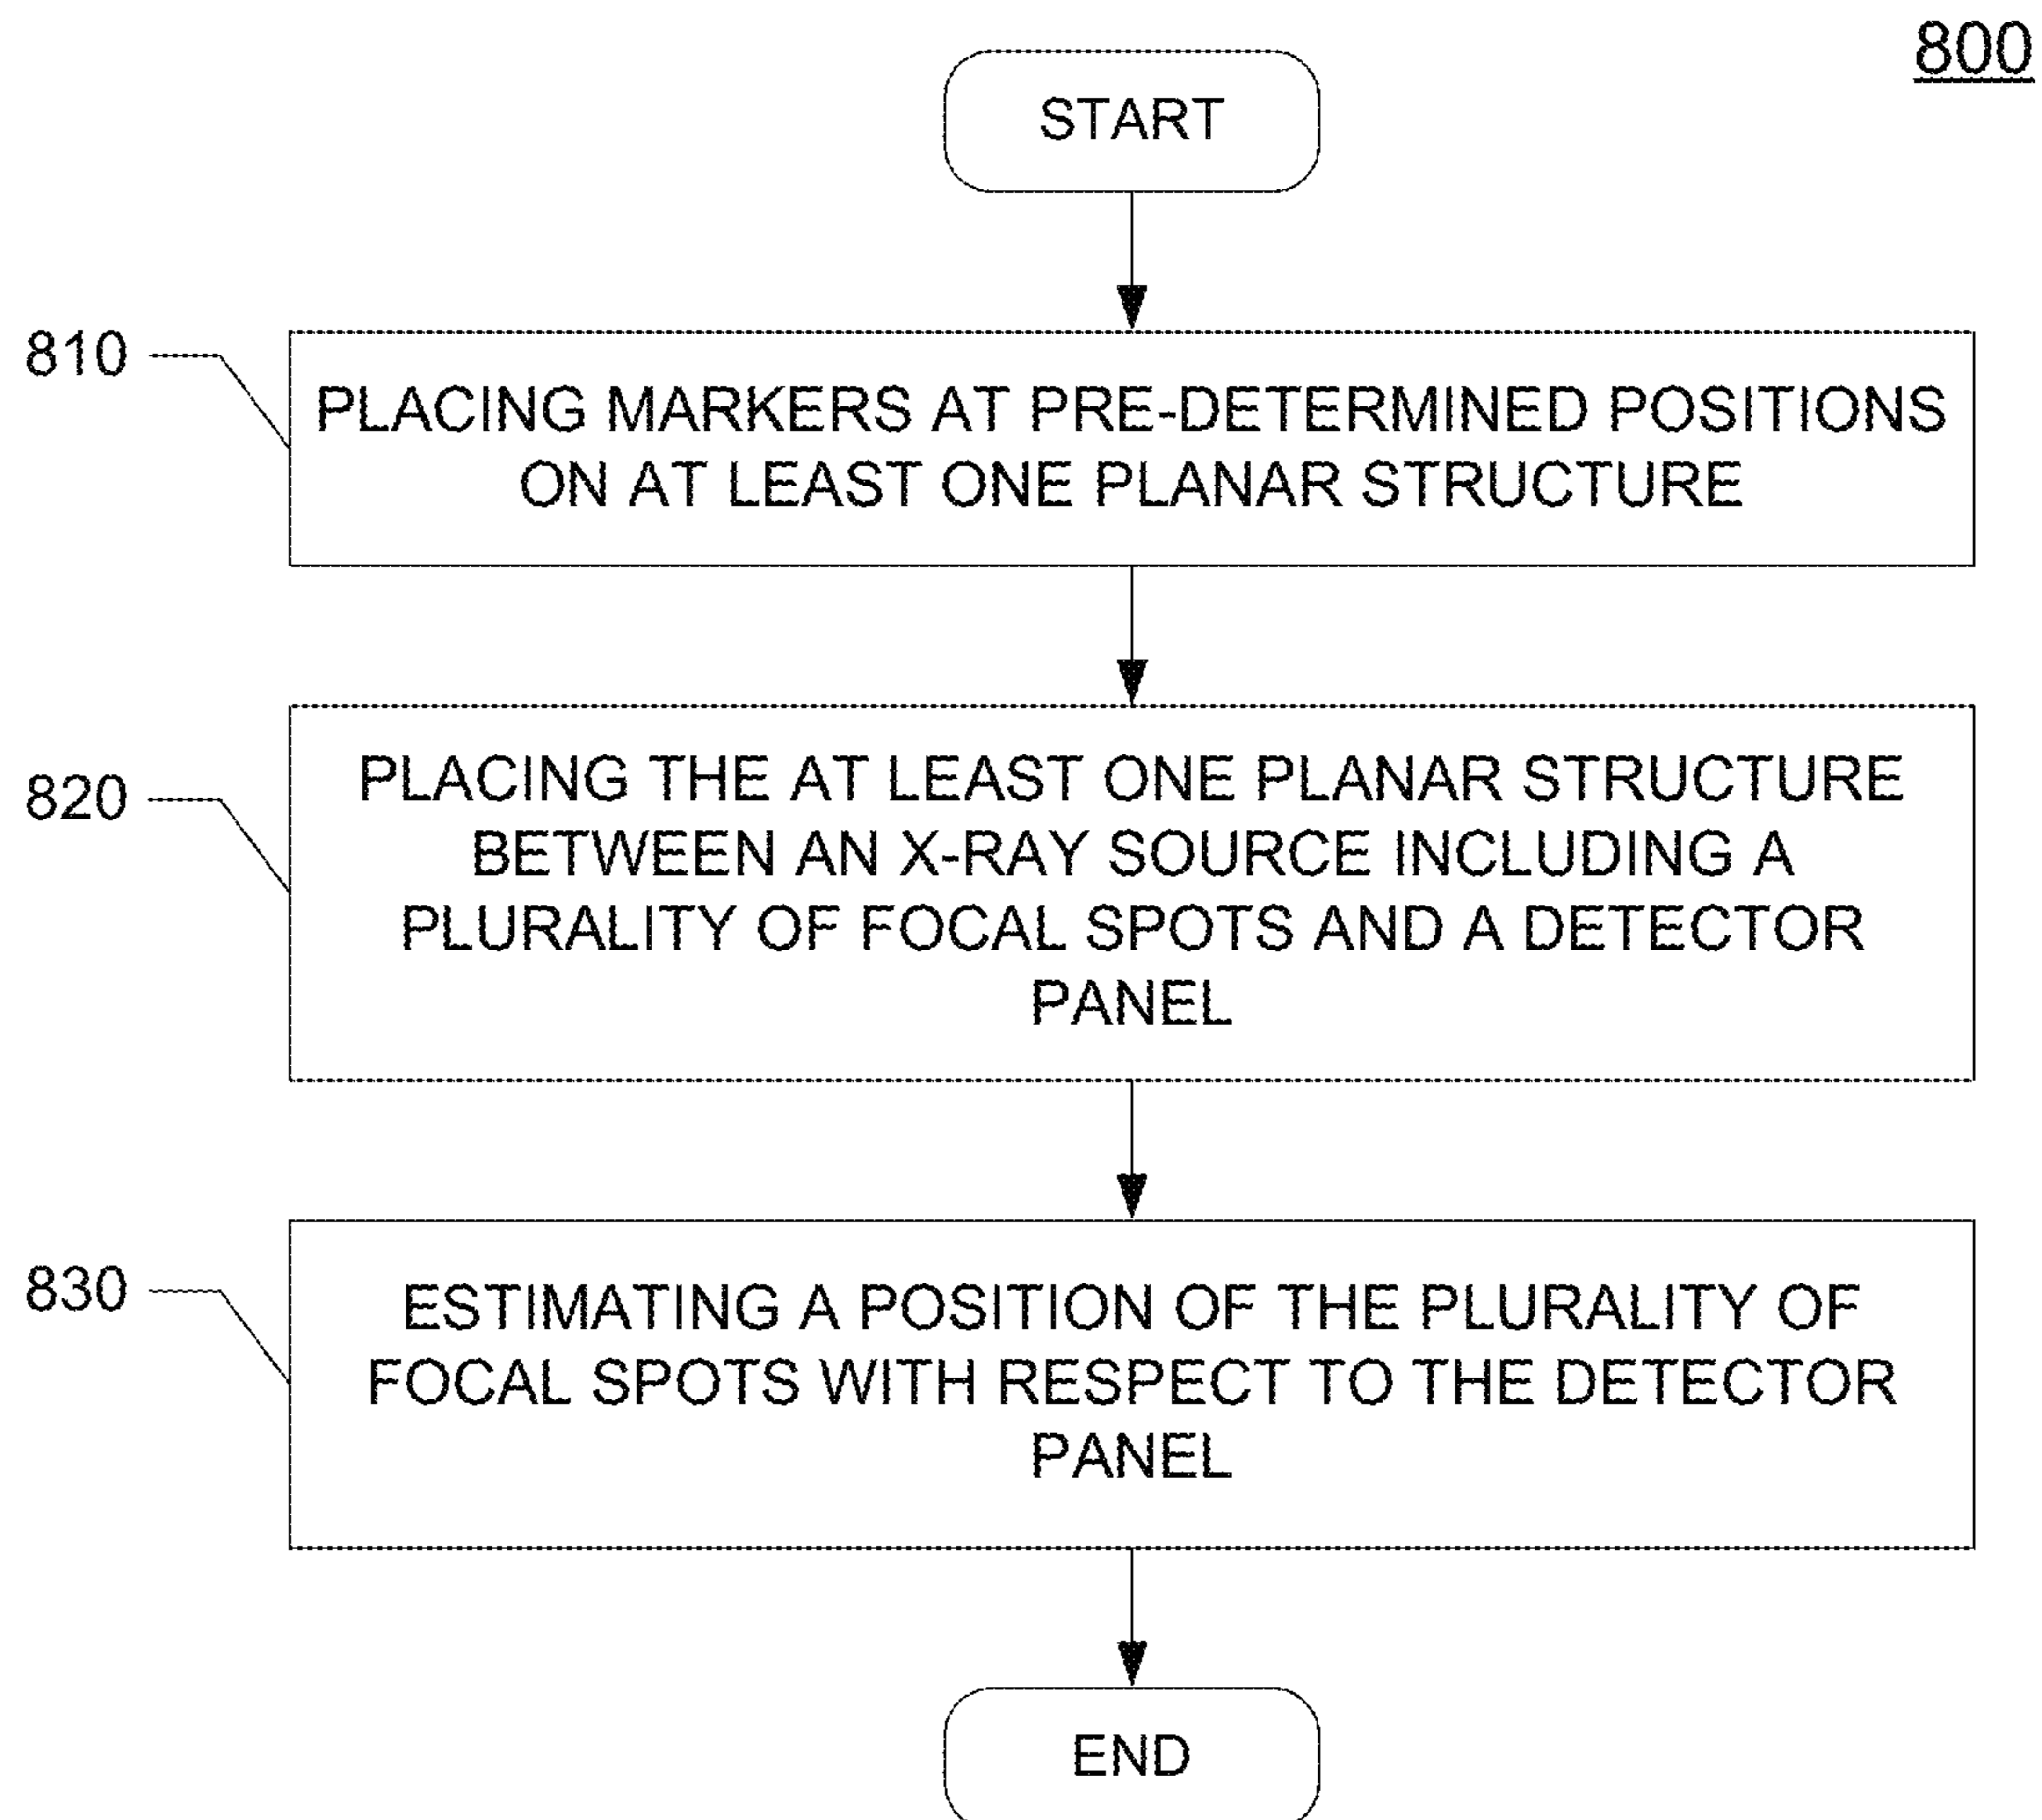 800
START
810
PLACING MARKERS AT PRE-DETERMINED POSITIONS
ON AT LEAST ONE PLANAR STRUCTURE
820
PLACING THE AT LEAST ONE PLANAR STRUCTURE
BETWEEN AN X-RAY SOURCE INCLUDING A
PLURALITY OF FOCAL SPOTS AND A DETECTOR
PANEL
830
ESTIMATING A POSITION OF THE PLURALITY OF
FOCAL SPOTS WITH RESPECT TO THE DETECTOR
PANEL
END